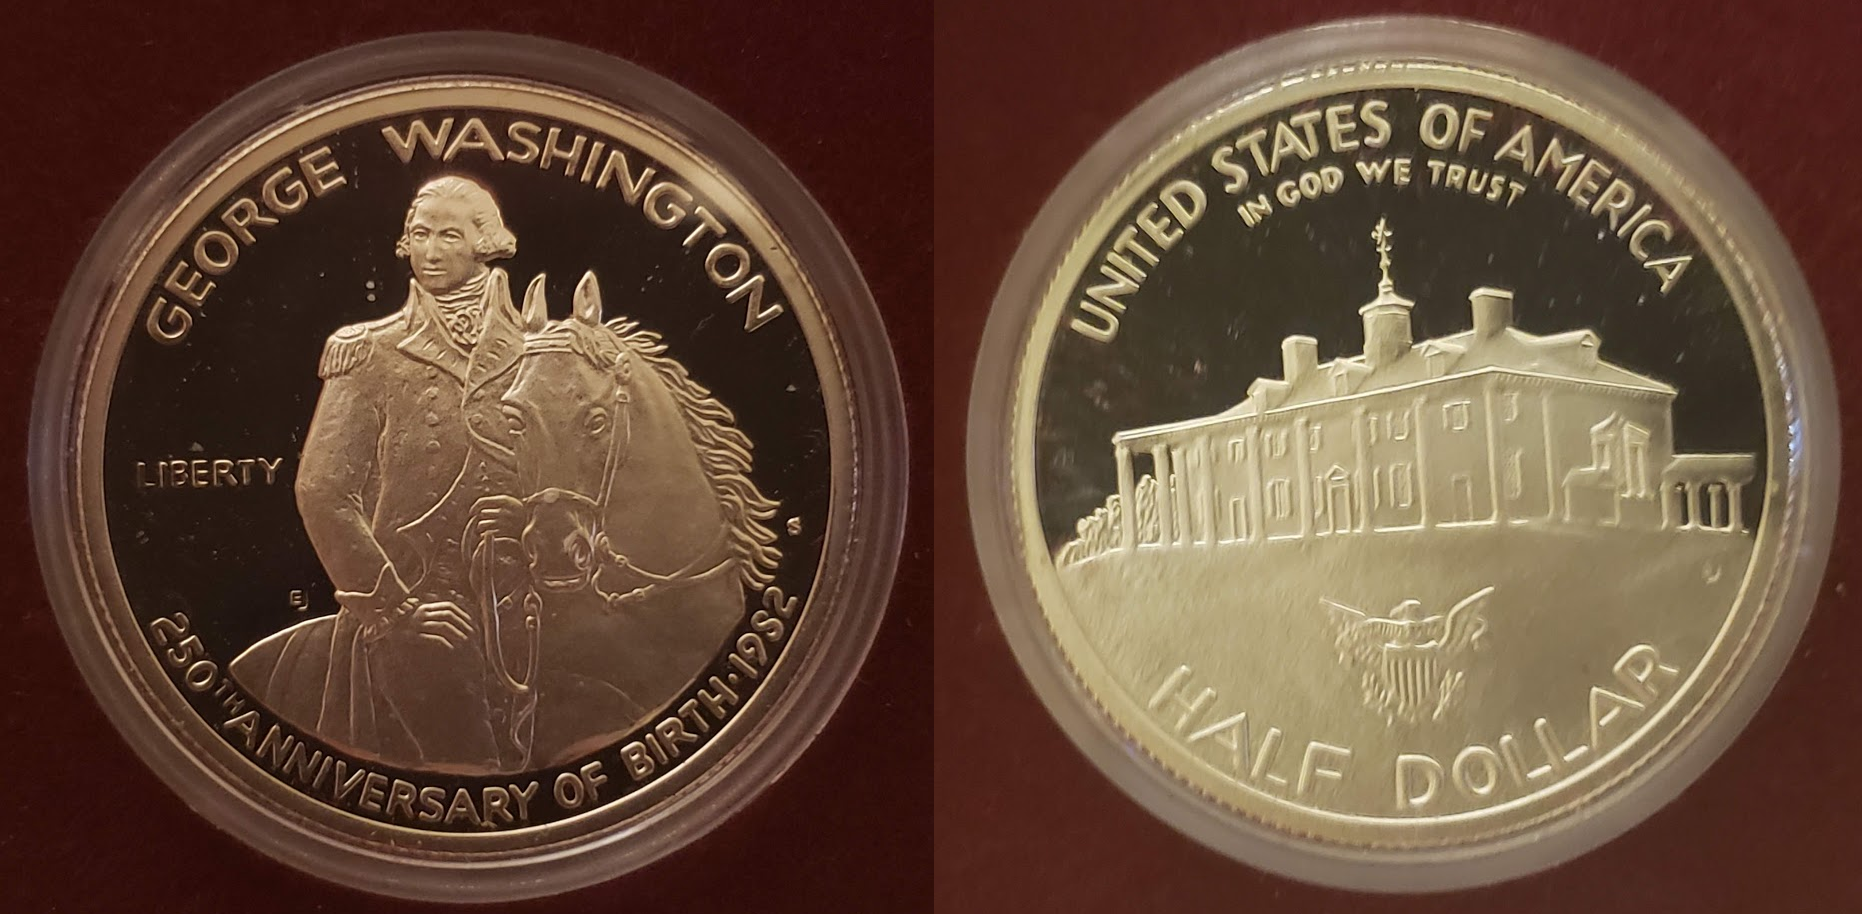 GEORGE WASHINGTON
LIBERTY
S
EJ
250TH ANNIVERSARY OF BIRTH·1982
UNITED STATES OF AMERICA
IN GOD WE TRUST
HALF DOLLAR